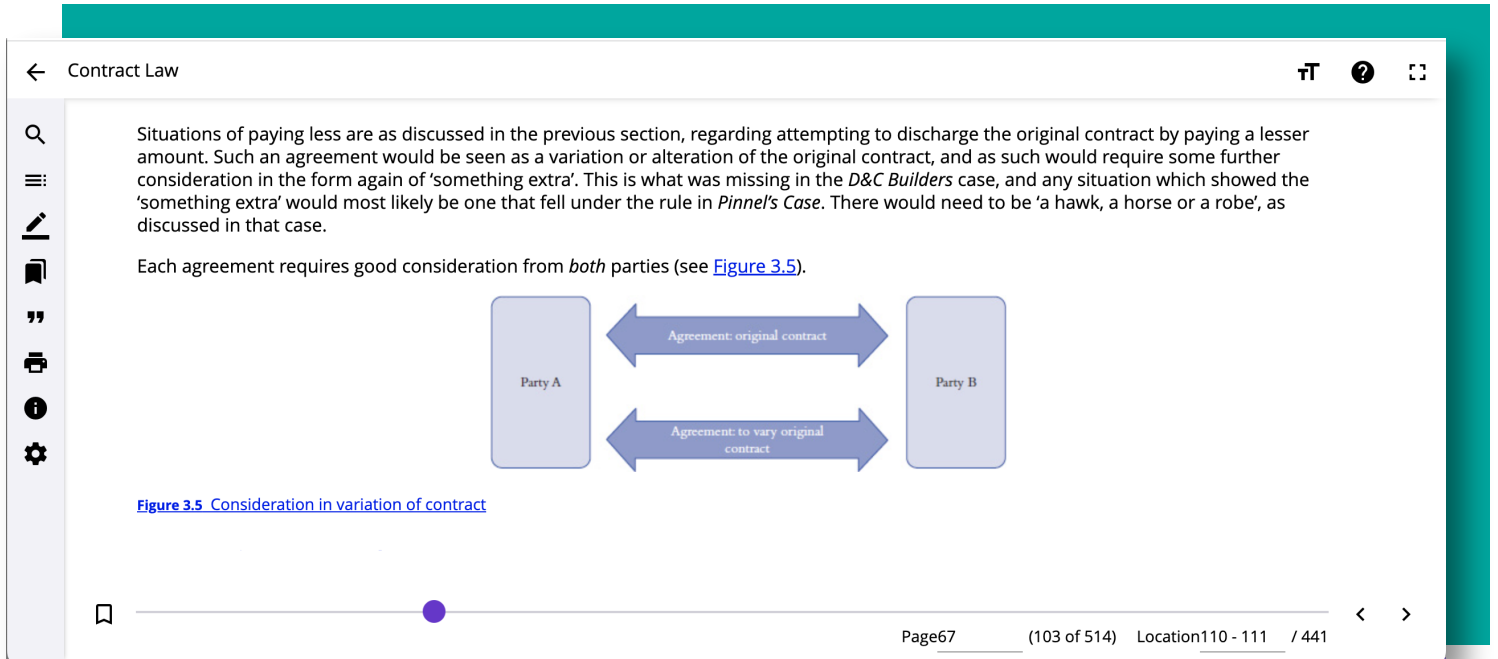 Contract Law
Situations of paying less are as discussed in the previous section, regarding attempting to discharge the original contract by paying a lesser
amount. Such an agreement would be seen as a variation or alteration of the original contract, and as such would require some further
consideration in the form again of ‘something extra’. This is what was missing in the D&C Builders case, and any situation which showed the
‘something extra’ would most likely be one that fell under the rule in Pinnel’s Case. There would need to be ‘a hawk, a horse or a robe’, as
discussed in that case.
Each agreement requires good consideration from both parties (see Figure 3.5).
Party A
Agreement: original contract
Agreement: to vary original
contract
Party B
Figure 3.5 Consideration in variation of contract
Page67 (103 of 514) Location110 - 111 / 441